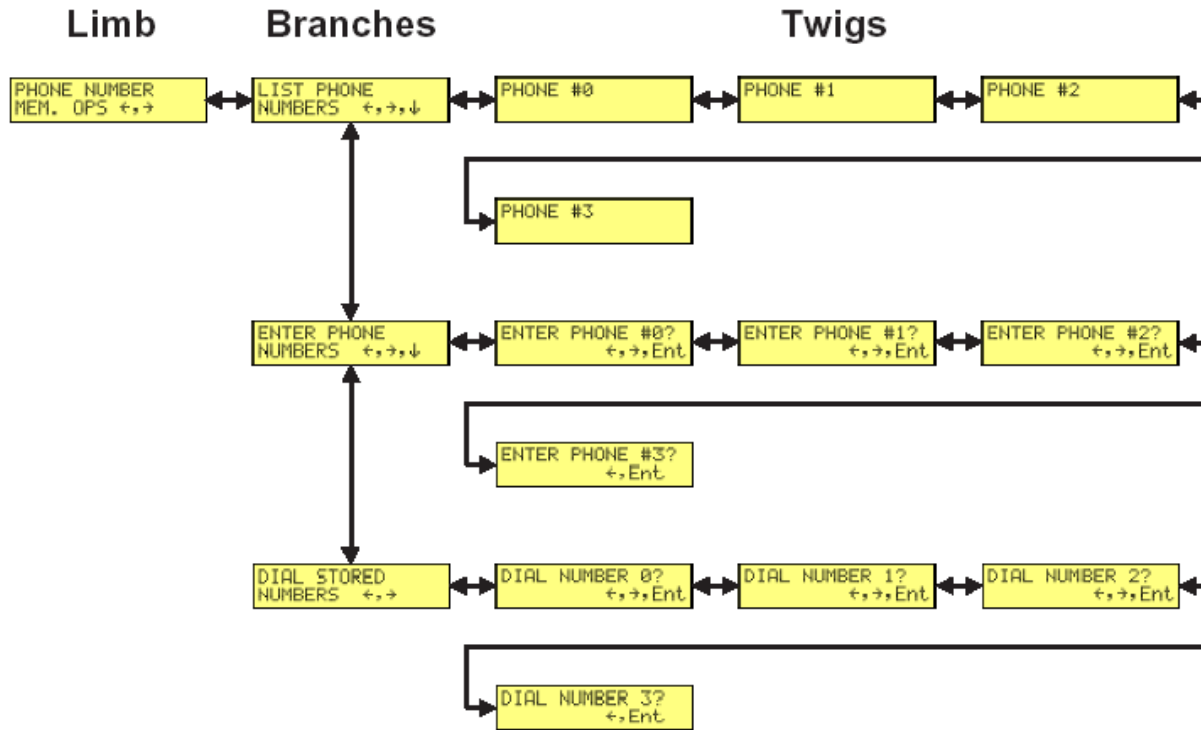 Limb
Branches
Twigs
PHONE NUMBER
MEM. OPS ←,→
LIST PHONE
NUMBERS ←,→,↓
PHONE #0
PHONE #1
PHONE #2
PHONE #3
ENTER PHONE
NUMBERS ←,→,↓
ENTER PHONE #0?
←,→,Ent
ENTER PHONE #1?
←,→,Ent
ENTER PHONE #2?
←,→,Ent
ENTER PHONE #3?
←,Ent
DIAL STORED
NUMBERS ←,→
DIAL NUMBER 0?
←,→,Ent
DIAL NUMBER 1?
←,→,Ent
DIAL NUMBER 2?
←,→,Ent
DIAL NUMBER 3?
←,Ent